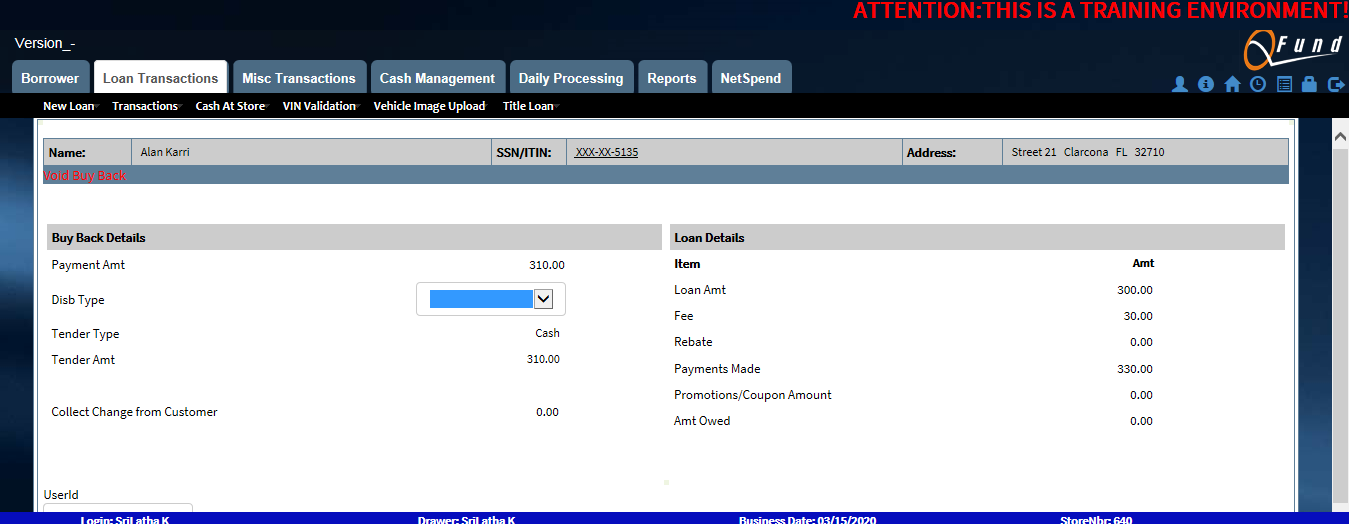 ATTENTION:THIS IS A TRAINING ENVIRONMENT!
Version_-
QFund
Borrower Loan Transactions Misc Transactions Cash Management Daily Processing Reports NetSpend
New Loan Transactions Cash At Store VIN Validation Vehicle Image Upload Title Loan
Name: Alan Karri SSN/ITIN: XXX-XX-5135 Address: Street 21 Clarcona FL 32710
Void Buy Back
Buy Back Details Loan Details
Payment Amt 310.00 Item Amt
Disb Type Loan Amt 300.00
Fee 30.00
Tender Type Cash Rebate 0.00
Tender Amt 310.00 Payments Made 330.00
Promotions/Coupon Amount 0.00
Collect Change from Customer 0.00 Amt Owed 0.00
UserId
Login: SriLatha K Drawer: SriLatha K Business Date: 03/15/2020 StoreNbr: 640